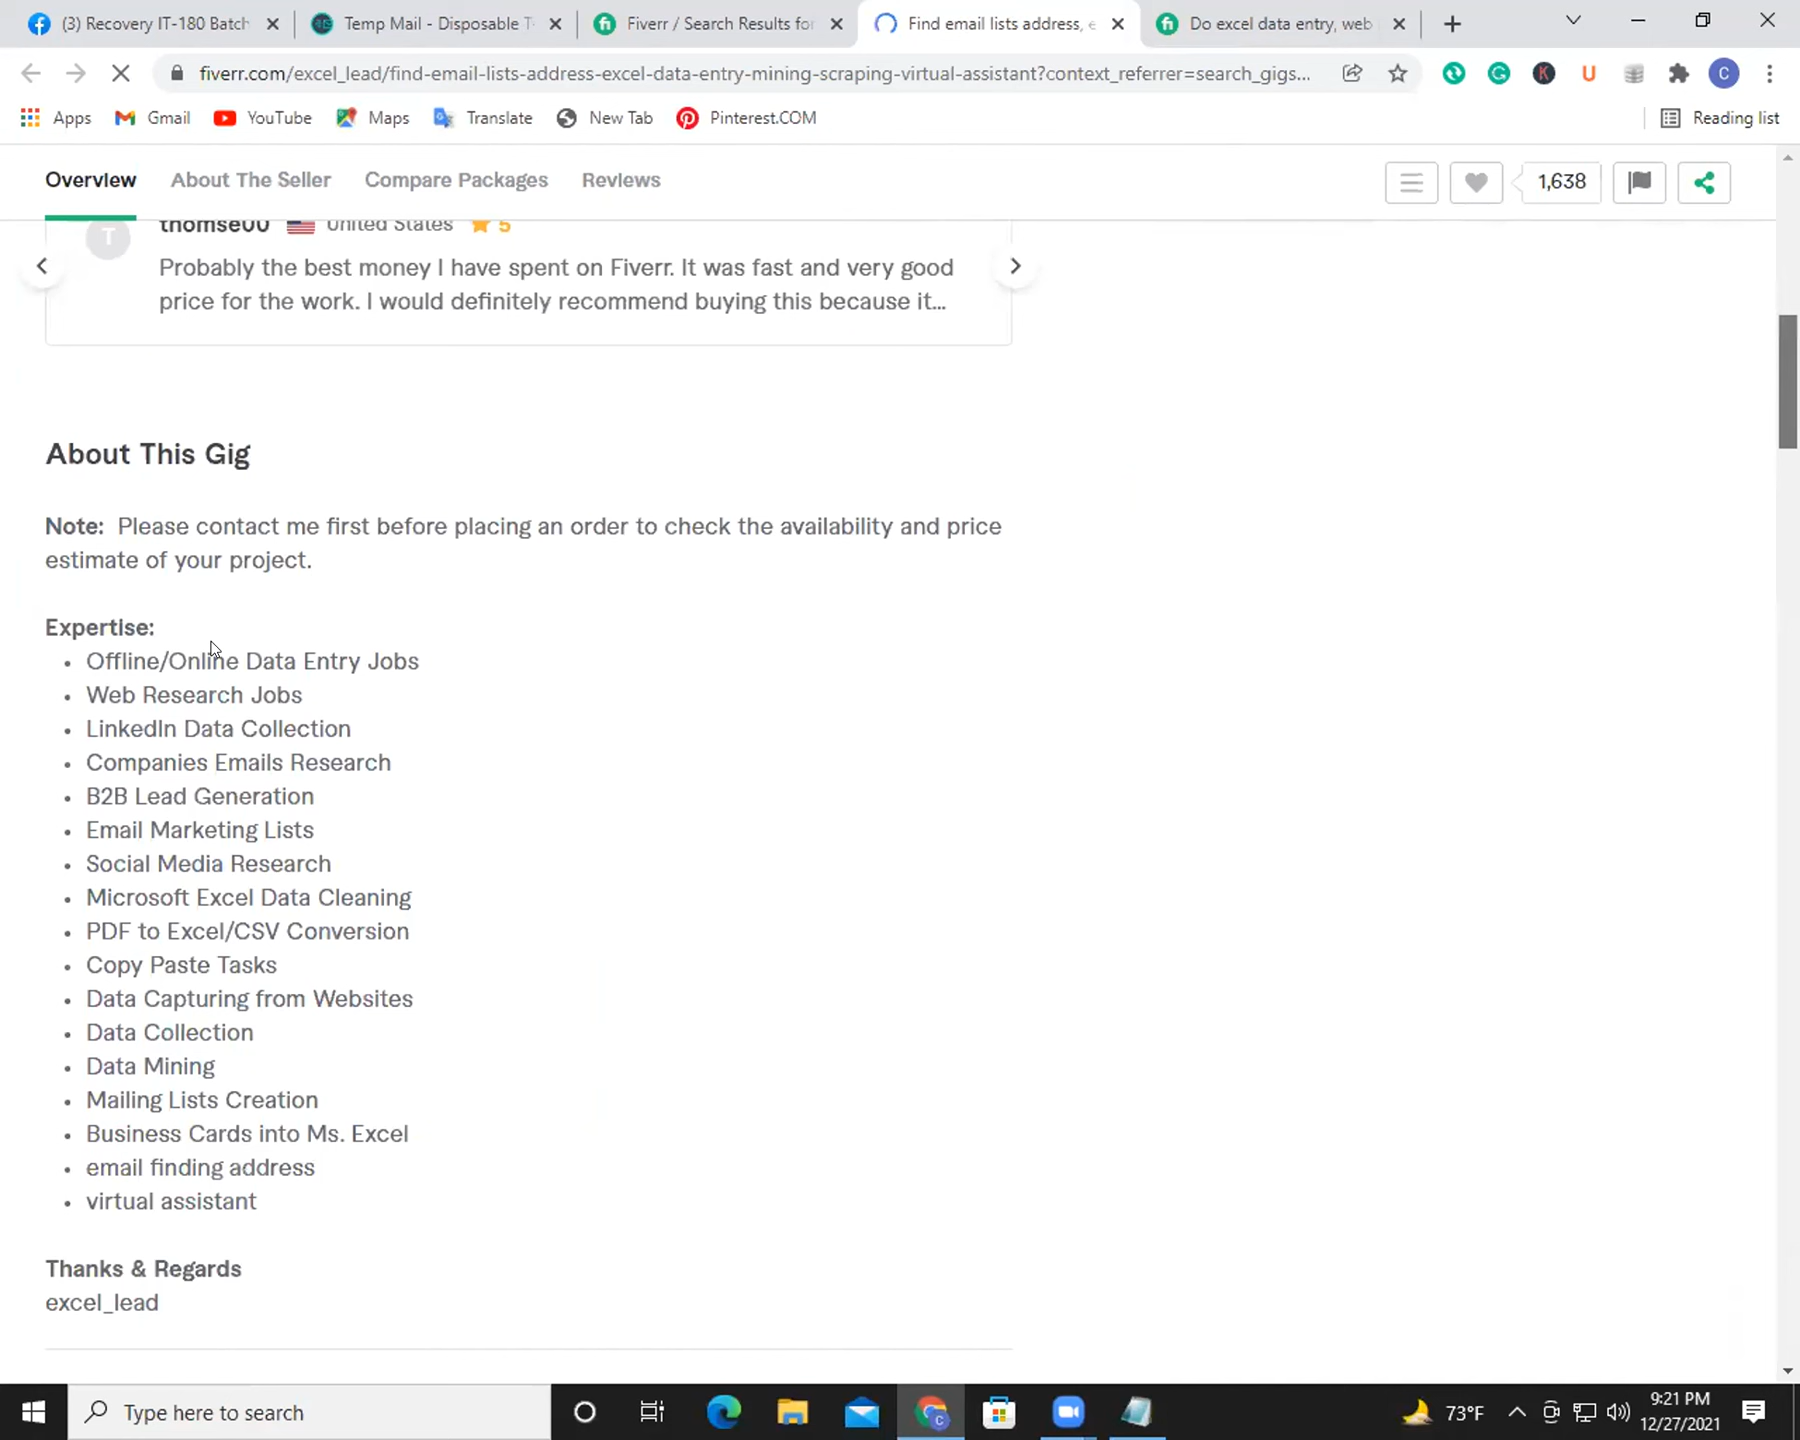 (3) Recovery IT-180 Batch
Temp Mail - Disposable T
Fiverr / Search Results for
Find email lists address, e
Do excel data entry, web
fiverr.com/excel_lead/find-email-lists-address-excel-data-entry-mining-scraping-virtual-assistant?context_referrer=search_gigs...
Apps
Gmail
YouTube
Maps
Translate
New Tab
Pinterest.COM
Reading list
Overview
About The Seller
Compare Packages
Reviews
1,638
T
thomse00 United States 5
Probably the best money I have spent on Fiverr. It was fast and very good
price for the work. I would definitely recommend buying this because it...
About This Gig
Note: Please contact me first before placing an order to check the availability and price
estimate of your project.
Expertise:
• Offline/Online Data Entry Jobs
• Web Research Jobs
• LinkedIn Data Collection
• Companies Emails Research
• B2B Lead Generation
• Email Marketing Lists
• Social Media Research
• Microsoft Excel Data Cleaning
• PDF to Excel/CSV Conversion
• Copy Paste Tasks
• Data Capturing from Websites
• Data Collection
• Data Mining
• Mailing Lists Creation
• Business Cards into Ms. Excel
• email finding address
• virtual assistant
Thanks & Regards
excel_lead
Type here to search
73°F
9:21 PM
12/27/2021